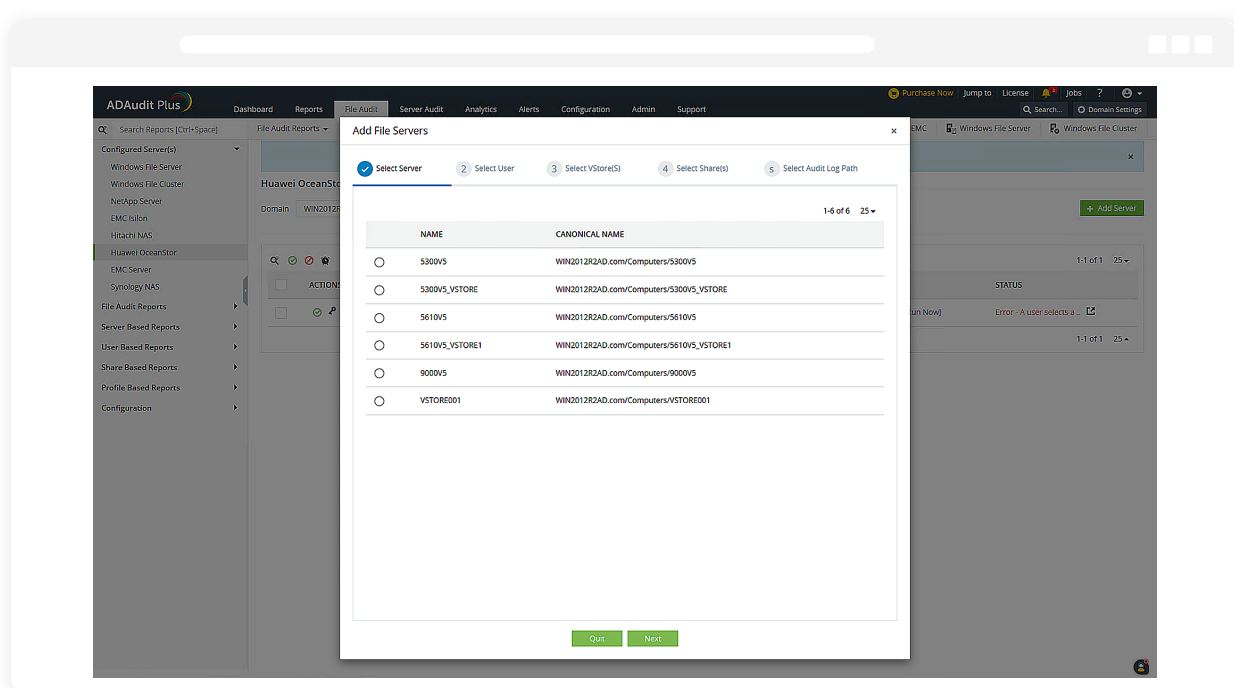 ADAudit Plus
Purchase Now Jump to License 5 Jobs ?
Dashboard Reports File Audit Server Audit Analytics Alerts Configuration Admin Support
Search... Domain Settings
Search Reports [Ctrl+Space]
File Audit Reports
EMC Windows File Server Windows File Cluster
Configured Server(s)
Windows File Server
Windows File Cluster
NetApp Server
EMC Isilon
Hitachi NAS
Huawei OceanStor
EMC Server
Synology NAS
File Audit Reports
Server Based Reports
User Based Reports
Share Based Reports
Profile Based Reports
Configuration
Huawei OceanSto
Domain WIN2012R
+ Add Server
1-1 of 1 25
ACTIONS
STATUS
un Now] Error - A user selects a ..
1-1 of 1 25
Add File Servers ×
Select Server 2 Select User 3 Select VStore(S) 4 Select Share(s) s Select Audit Log Path
1-6 of 6 25
NAME CANONICAL NAME
5300V5 WIN2012R2AD.com/Computers/5300V5
5300V5_VSTORE WIN2012R2AD.com/Computers/5300V5_VSTORE
5610V5 WIN2012R2AD.com/Computers/5610V5
5610V5_VSTORE1 WIN2012R2AD.com/Computers/5610V5_VSTORE1
9000V5 WIN2012R2AD.com/Computers/9000V5
VSTORE001 WIN2012R2AD.com/Computers/VSTORE001
Quit Next